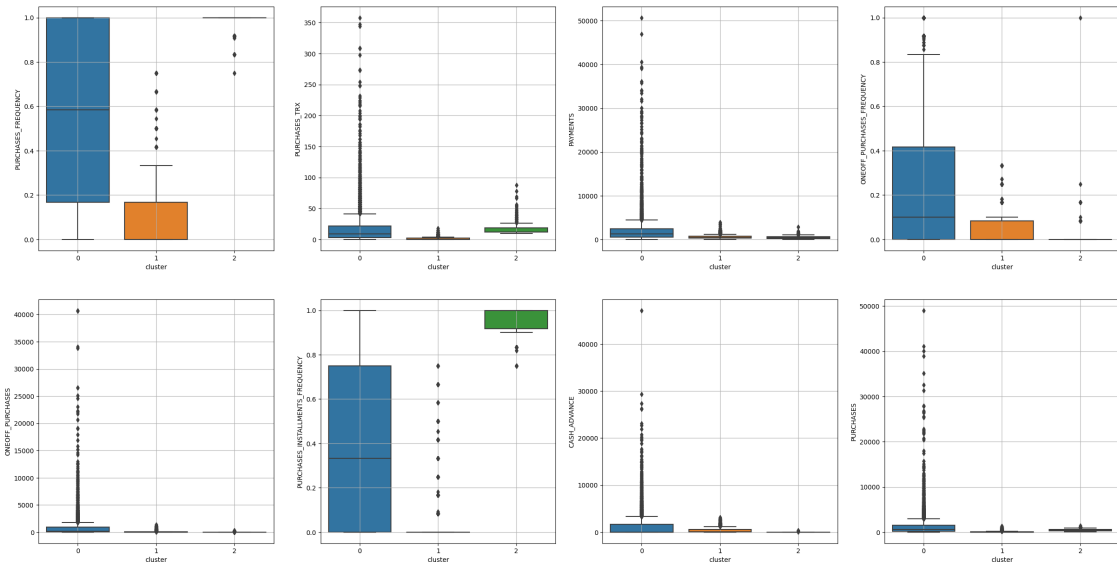 PURCHASES_FREQUENCY
1.0
0.8
0.6
0.4
0.2
0.0
0 1 2
cluster
PURCHASES_TRX
350
300
250
200
150
100
50
0
0 1 2
cluster
PAYMENTS
50000
40000
30000
20000
10000
0
0 1 2
cluster
ONEOFF_PURCHASES_FREQUENCY
1.0
0.8
0.6
0.4
0.2
0.0
0 1 2
cluster
ONEOFF_PURCHASES
40000
35000
30000
25000
20000
15000
10000
5000
0
0 1 2
cluster
PURCHASES_INSTALLMENTS_FREQUENCY
1.0
0.8
0.6
0.4
0.2
0.0
0 1 2
cluster
CASH_ADVANCE
40000
30000
20000
10000
0
0 1 2
cluster
PURCHASES
50000
40000
30000
20000
10000
0
0 1 2
cluster